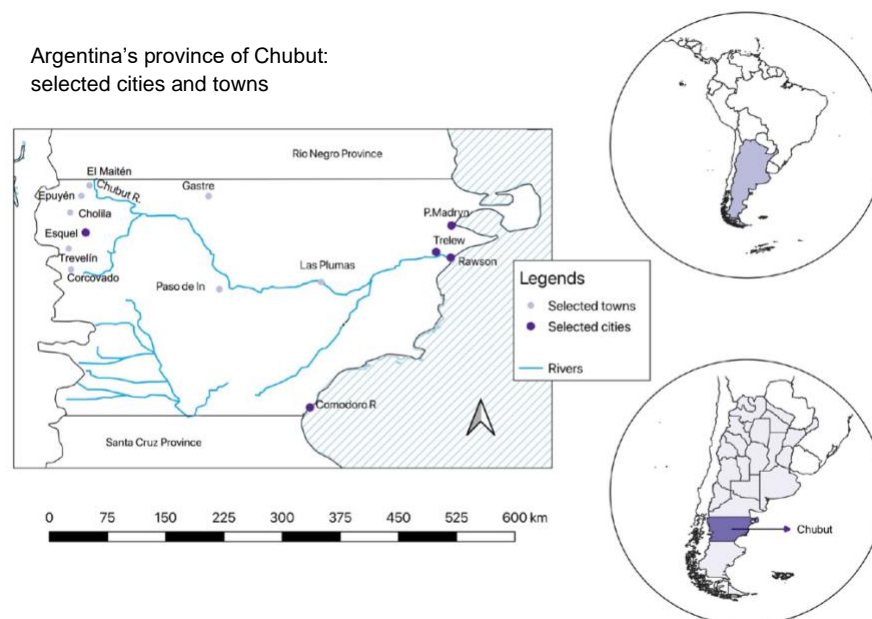 Argentina’s province of Chubut:
selected cities and towns
Rio Negro Province
El Maitén
Chubut R.
Epuyén
Gastre
Cholila
P.Madryn
Esquel
Trelew
Trevelín
Rawson
Corcovado
Las Plumas
Paso de In
Comodoro R
Santa Cruz Province
Legends
Selected towns
Selected cities
Rivers
0 75 150 225 300 375 450 525 600 km
Chubut